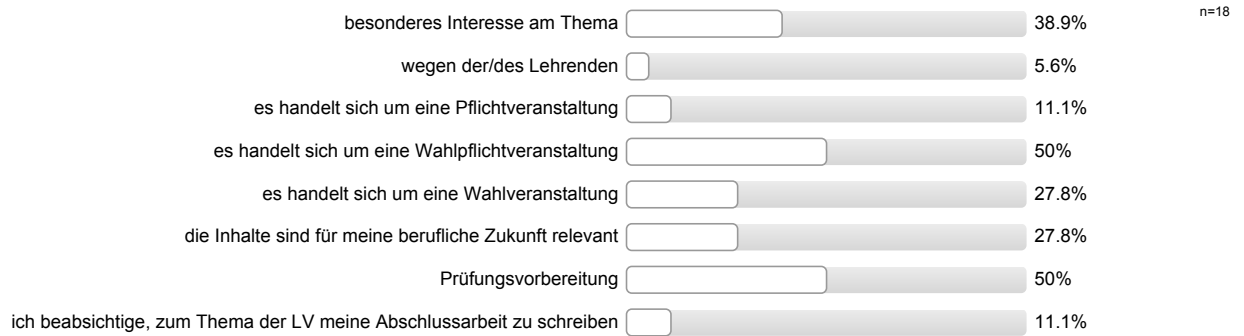 besonderes Interesse am Thema 38.9% n=18
wegen der/des Lehrenden 5.6%
es handelt sich um eine Pflichtveranstaltung 11.1%
es handelt sich um eine Wahlpflichtveranstaltung 50%
es handelt sich um eine Wahlveranstaltung 27.8%
die Inhalte sind für meine berufliche Zukunft relevant 27.8%
Prüfungsvorbereitung 50%
ich beabsichtige, zum Thema der LV meine Abschlussarbeit zu schreiben 11.1%